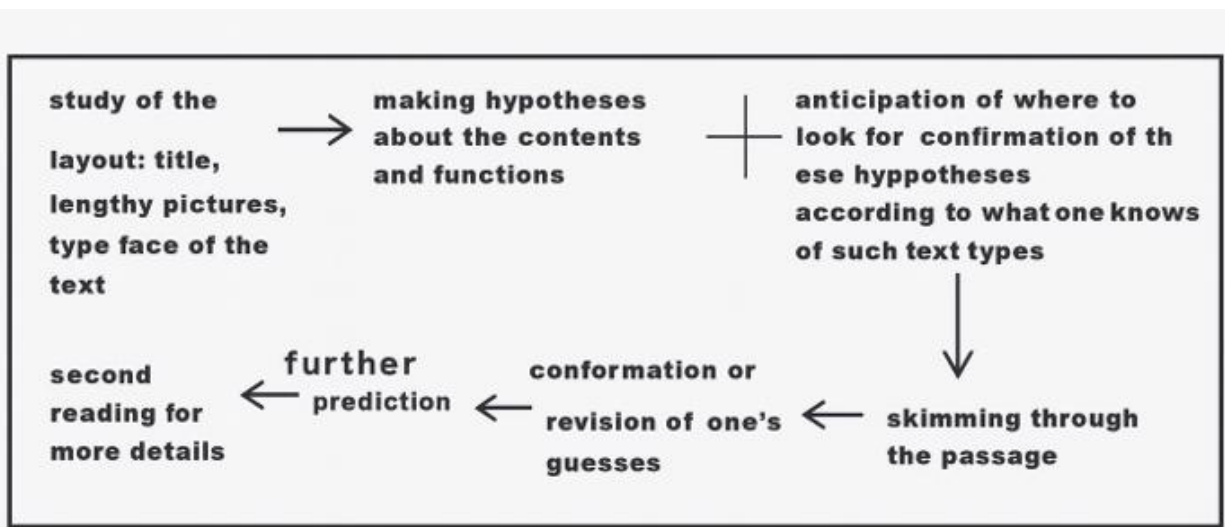 study of the
layout: title,
lengthy pictures,
type face of the
text
making hypotheses
about the contents
and functions
anticipation of where to
look for confirmation of th
ese hyppotheses
according to what one knows
of such text types
skimming through
the passage
conformation or
revision of one's
guesses
further
prediction
second
reading for
more details